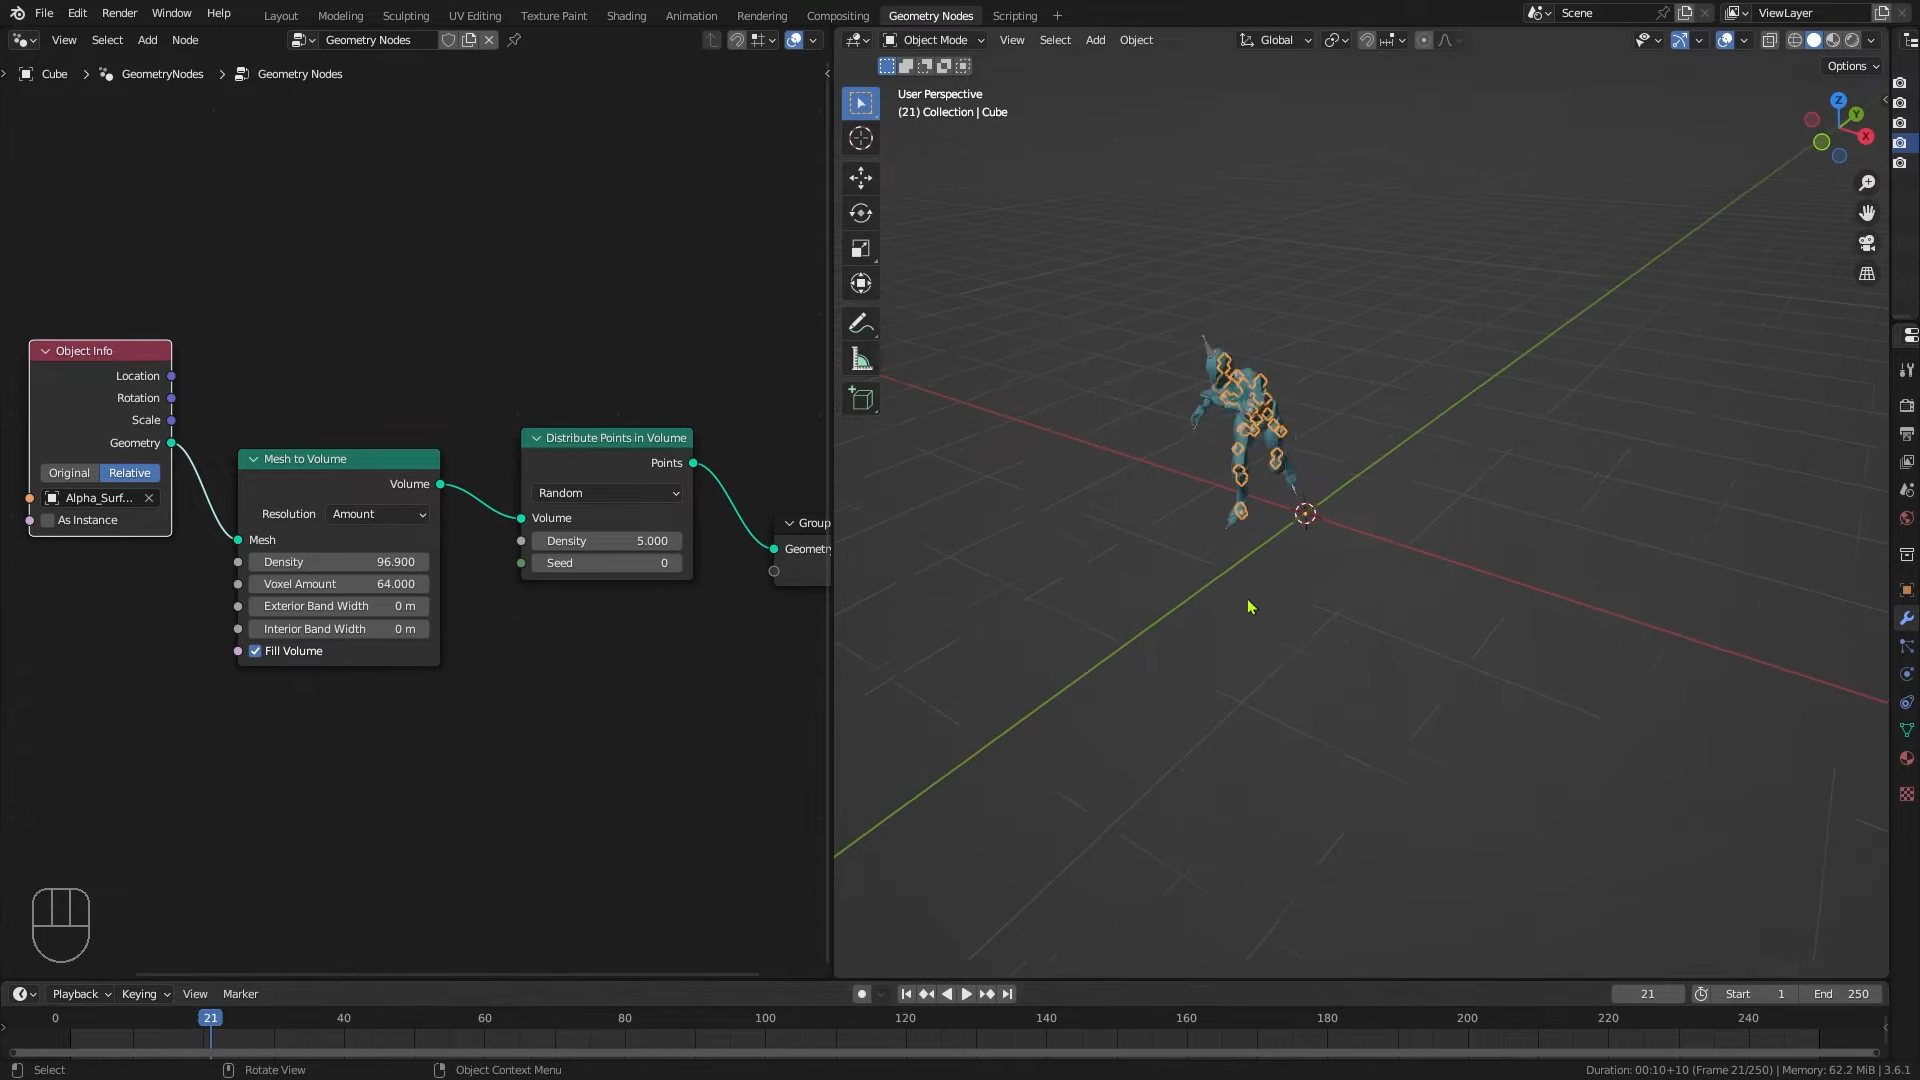 File Edit Render Window Help
Layout Modeling Sculpting UV Editing Texture Paint Shading Animation Rendering Compositing Geometry Nodes Scripting +
Scene
ViewLayer
View Select Add Node
Geometry Nodes
Object Mode View Select Add Object
Global
Options
Cube > GeometryNodes > Geometry Nodes
User Perspective
(21) Collection | Cube
Z
Y
X
Object Info
Location
Rotation
Scale
Geometry
Original Relative
Alpha_Surf...
As Instance
Mesh to Volume
Volume
Resolution Amount
Mesh
Density 96.900
Voxel Amount 64.000
Exterior Band Width 0 m
Interior Band Width 0 m
Fill Volume
Distribute Points in Volume
Points
Random
Volume
Density 5.000
Seed 0
Group
Geometry
Playback Keying View Marker
21
Start 1
End 250
0 21 40 60 80 100 120 140 160 180 200 220 240
Select
Rotate View
Object Context Menu
Duration: 00:10+10 (Frame 21/250) | Memory: 62.2 MiB | 3.6.1